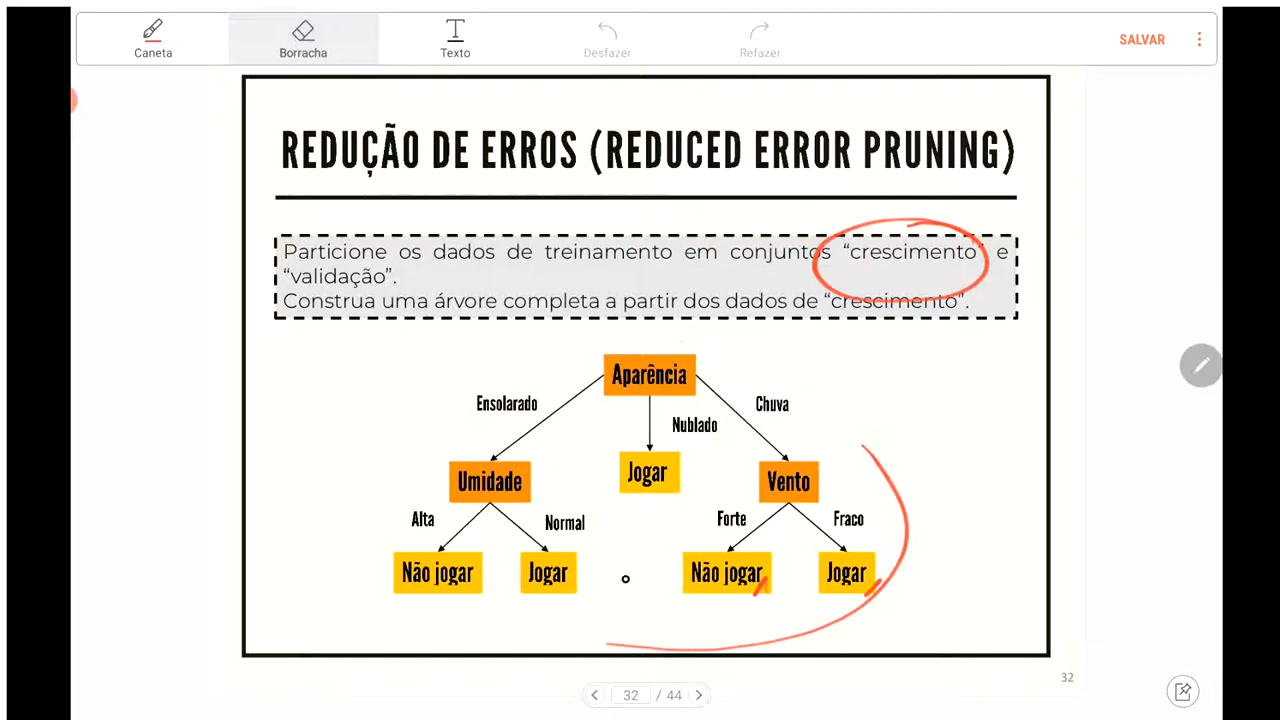 Caneta
Borracha
Texto
Desfazer
Refazer
SALVAR
REDUÇÃO DE ERROS (REDUCED ERROR PRUNING)
Particione os dados de treinamento em conjuntos “crescimento” e
“validação”.
Construa uma árvore completa a partir dos dados de “crescimento”.
Aparência
Ensolarado
Nublado
Chuva
Umidade
Jogar
Vento
Alta
Normal
Forte
Fraco
Não jogar
Jogar
Não jogar
Jogar
32
32 / 44